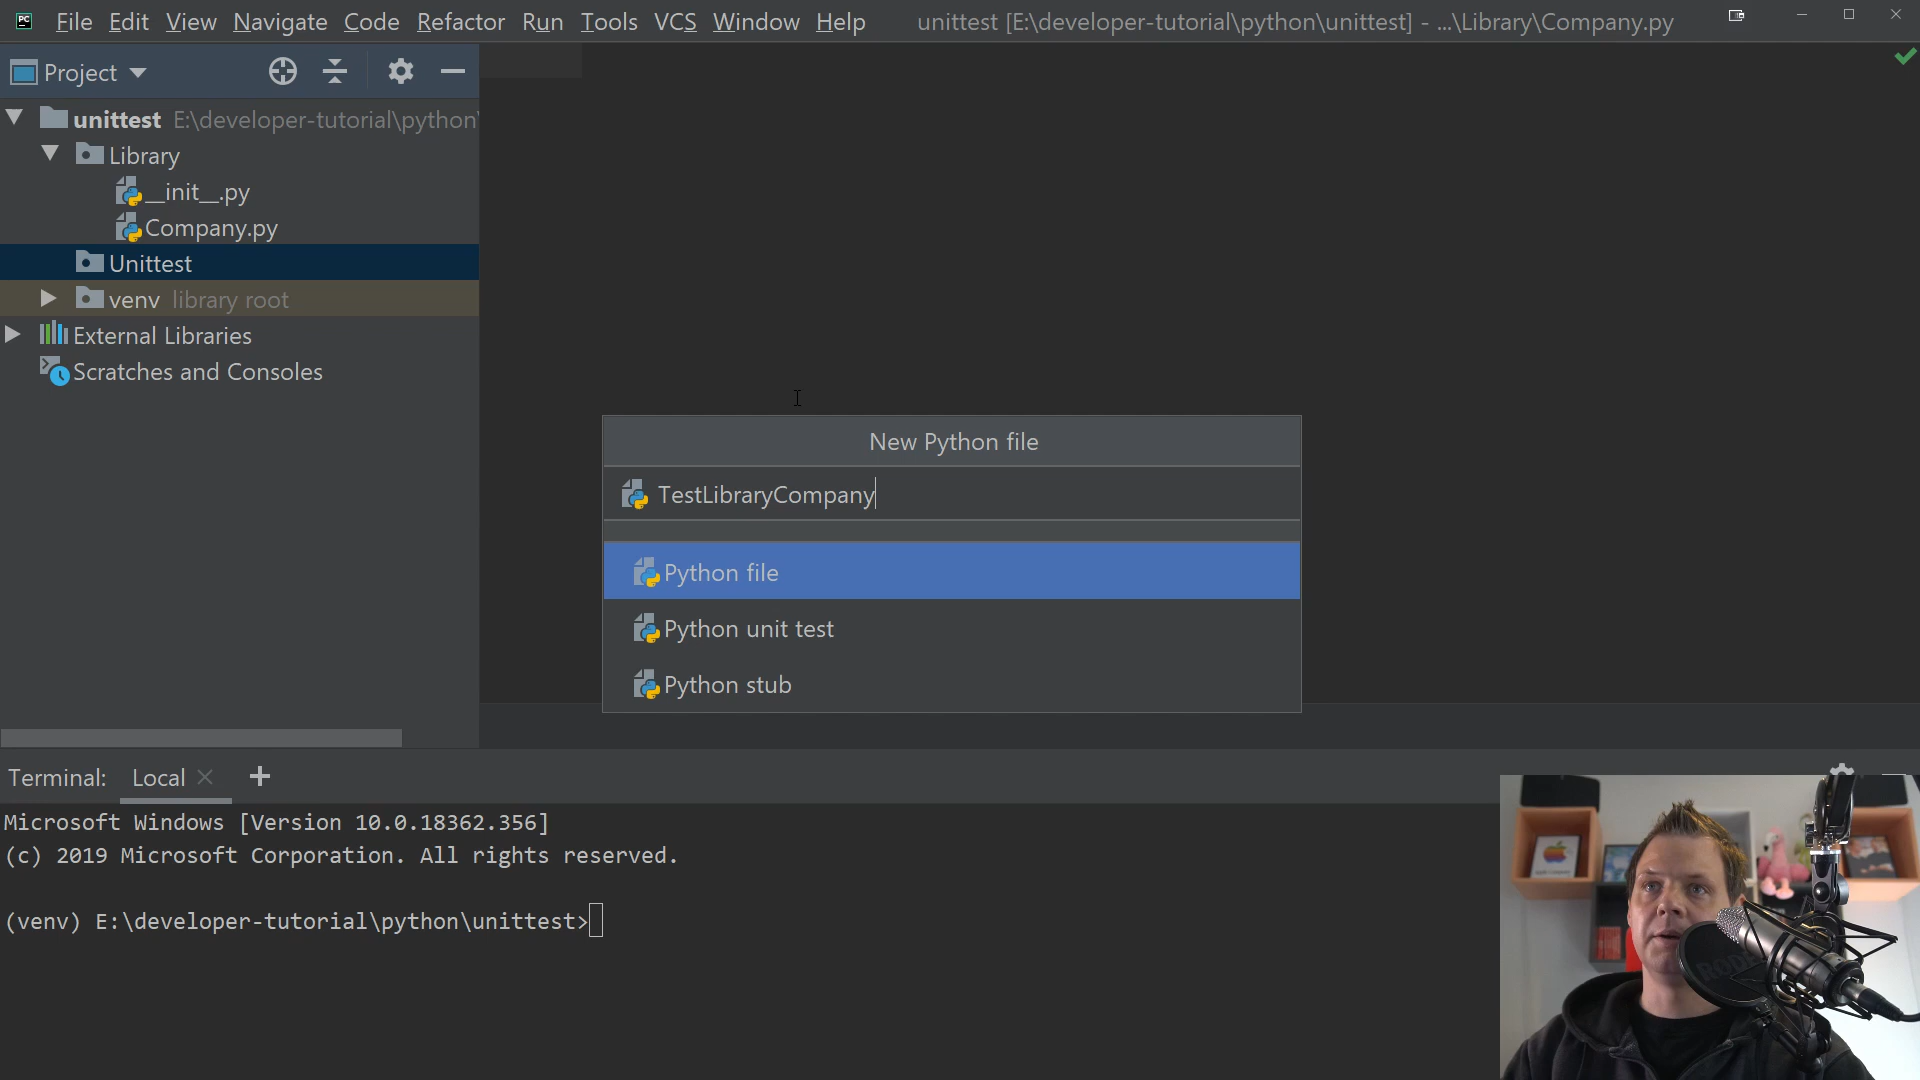 File Edit View Navigate Code Refactor Run Tools VCS Window Help unittest [E:\developer-tutorial\python\unittest] - ...\Library\Company.py
Project
unittest E:\developer-tutorial\python\
Library
__init__.py
Company.py
Unittest
venv library root
External Libraries
Scratches and Consoles
New Python file
TestLibraryCompany
Python file
Python unit test
Python stub
Terminal: Local
Microsoft Windows [Version 10.0.18362.356]
(c) 2019 Microsoft Corporation. All rights reserved.
(venv) E:\developer-tutorial\python\unittest>
RODE